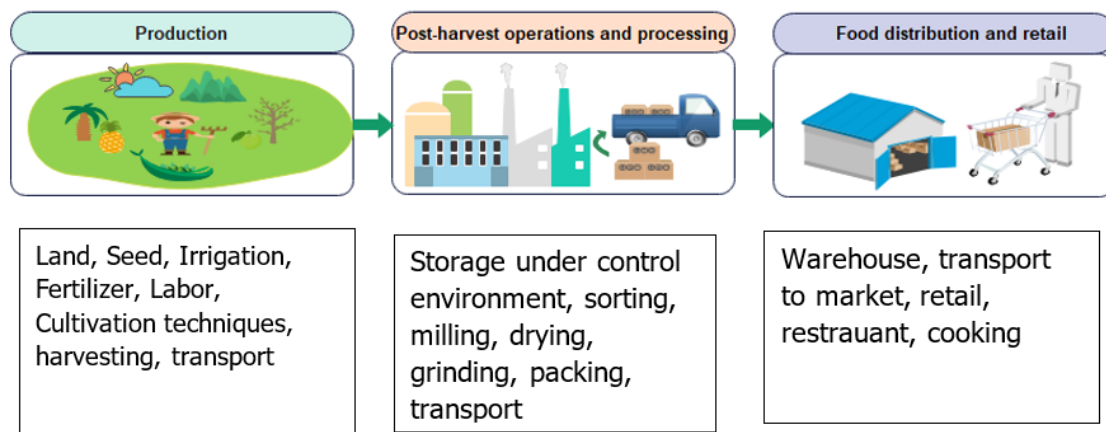 Production
Post-harvest operations and processing
Food distribution and retail
Land, Seed, Irrigation,
Fertilizer, Labor,
Cultivation techniques,
harvesting, transport
Storage under control
environment, sorting,
milling, drying,
grinding, packing,
transport
Warehouse, transport
to market, retail,
restrauant, cooking